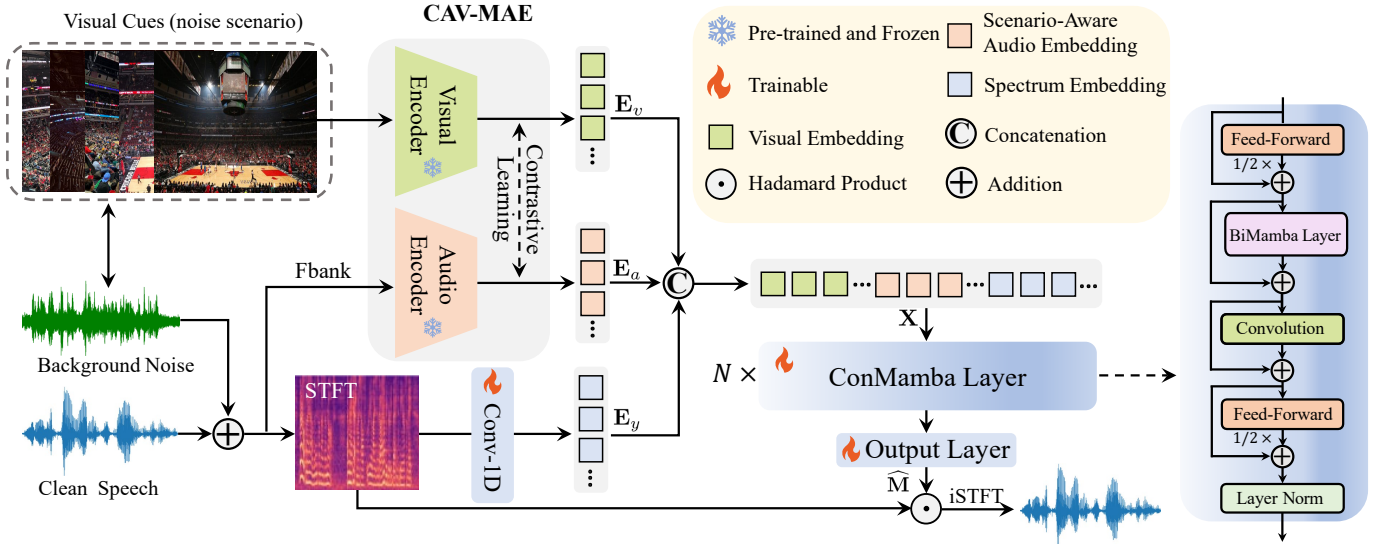 Visual Cues (noise scenario)
CAV-MAE
Visual
Encoder
E_v
Contrastive
Learning
Audio
Encoder
E_a
Fbank
Background Noise
Clean Speech
STFT
Conv-1D
E_y
C
Pre-trained and Frozen
Scenario-Aware
Audio Embedding
Trainable
Spectrum Embedding
Visual Embedding
C
Concatenation
Hadamard Product
Addition
X
N ×
ConMamba Layer
Output Layer
M̂
iSTFT
Feed-Forward
1/2 ×
BiMamba Layer
Convolution
Feed-Forward
1/2 ×
Layer Norm